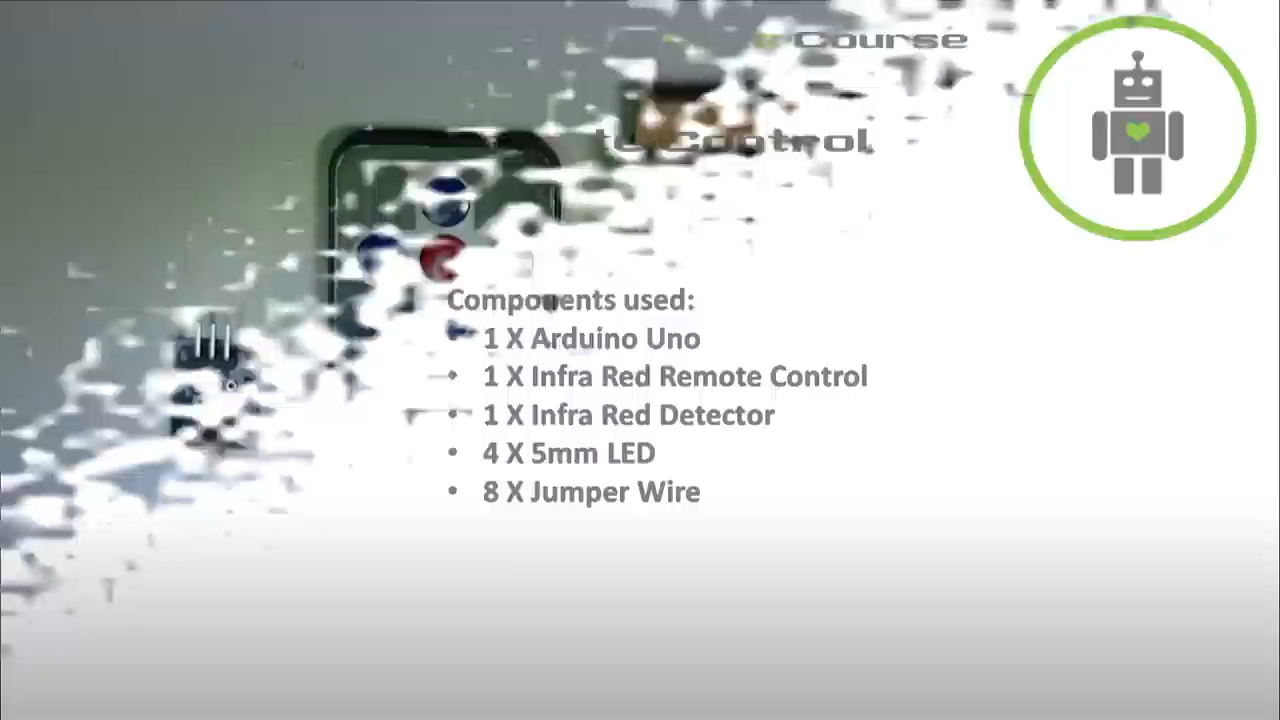 Course
Control
Components used:
• 1 X Arduino Uno
• 1 X Infra Red Remote Control
• 1 X Infra Red Detector
• 4 X 5mm LED
• 8 X Jumper Wire